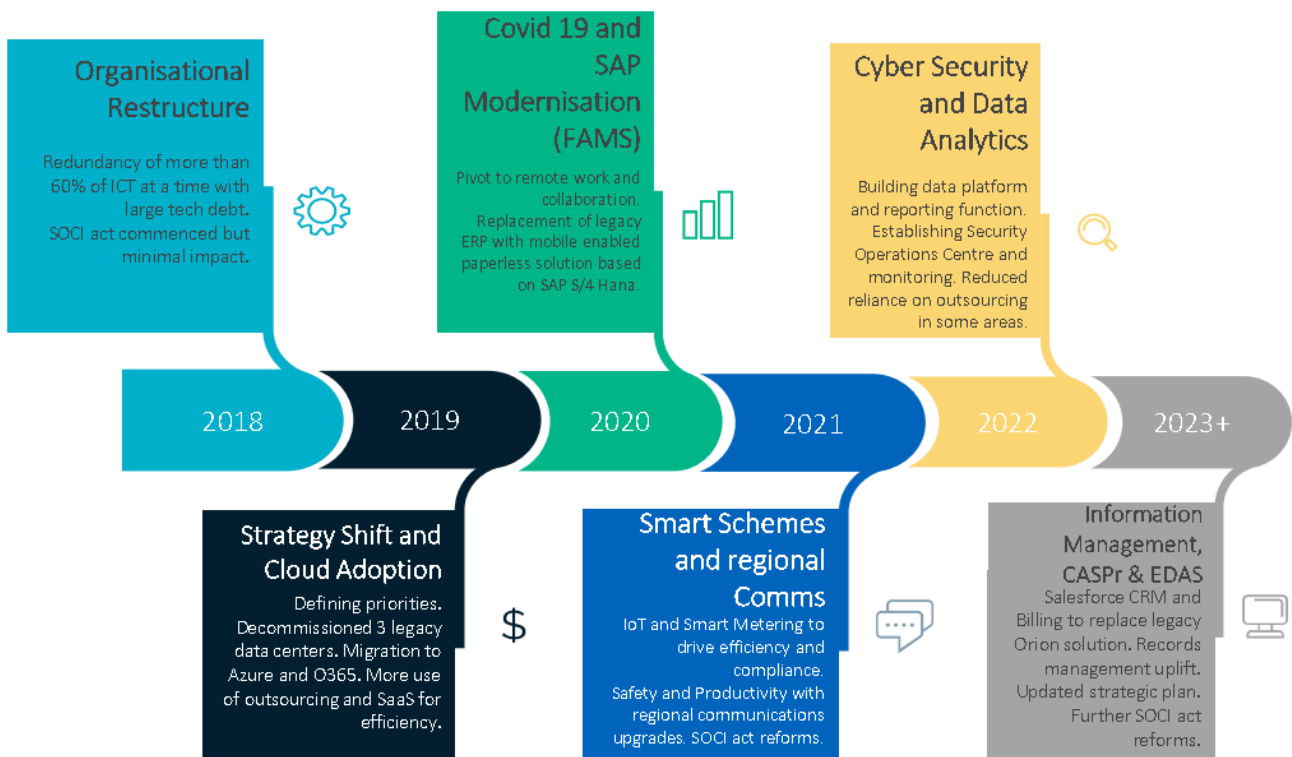 Organisational
Restructure
Redundancy of more than
60% of ICT at a time with
large tech debt.
SOCI act commenced but
minimal impact.
Covid 19 and
SAP
Modernisation
(FAMS)
Pivot to remote work and
collaboration.
Replacement of legacy
ERP with mobile enabled
paperless solution based
on SAP S/4 Hana.
Cyber Security
and Data
Analytics
Building data platform
and reporting function.
Establishing Security
Operations Centre and
monitoring. Reduced
reliance on outsourcing
in some areas.
2018
2019
2020
2021
2022
2023+
Strategy Shift and
Cloud Adoption
Defining priorities.
Decommissioned 3 legacy
data centers. Migration to
Azure and O365. More use
of outsourcing and SaaS for
efficiency.
$
Smart Schemes
and regional
Comms
IoT and Smart Metering to
drive efficiency and
compliance.
Safety and Productivity with
regional communications
upgrades. SOCI act reforms.
Information
Management,
CASPr & EDAS
Salesforce CRM and
Billing to replace legacy
Orion solution. Records
management uplift.
Updated strategic plan.
Further SOCI act
reforms.